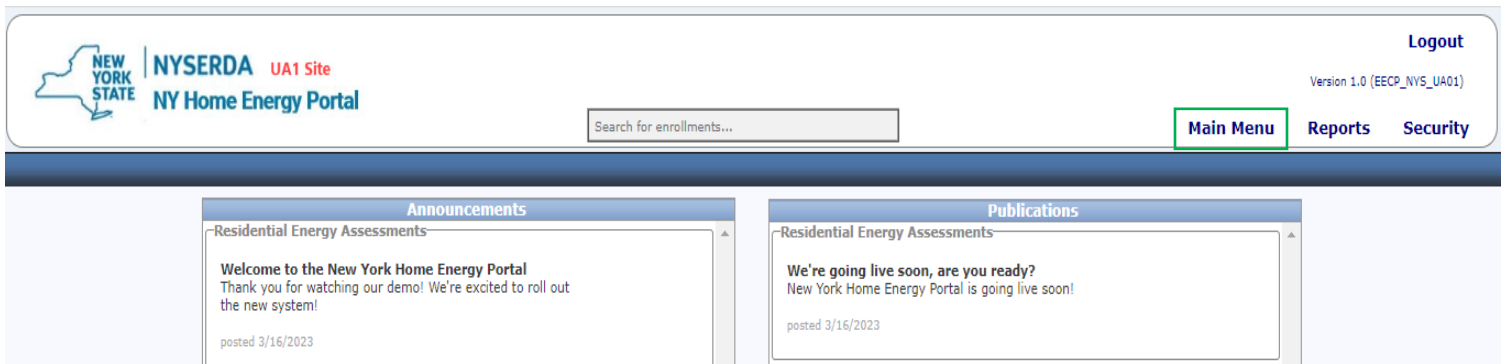 Logout
NEW
YORK
STATE
NYSERDA UA1 Site
NY Home Energy Portal
Version 1.0 (EECP_NYS_UA01)
Search for enrollments...
Main Menu Reports Security
Announcements
Residential Energy Assessments
Welcome to the New York Home Energy Portal
Thank you for watching our demo! We're excited to roll out
the new system!
posted 3/16/2023
Publications
Residential Energy Assessments
We're going live soon, are you ready?
New York Home Energy Portal is going live soon!
posted 3/16/2023